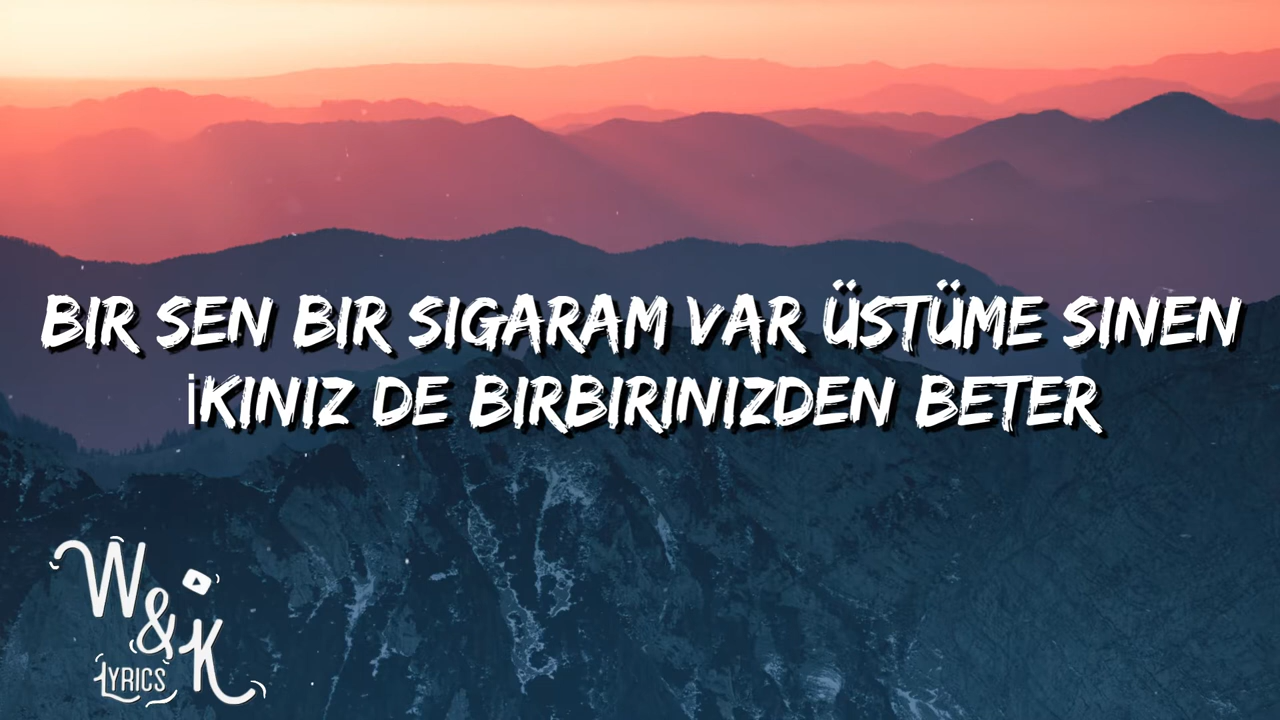 BIR SEN BIR SIGARAM VAR ÜSTÜME SINEN
İKINIZ DE BIRBIRINIZDEN BETER
W
&
K
LYRICS